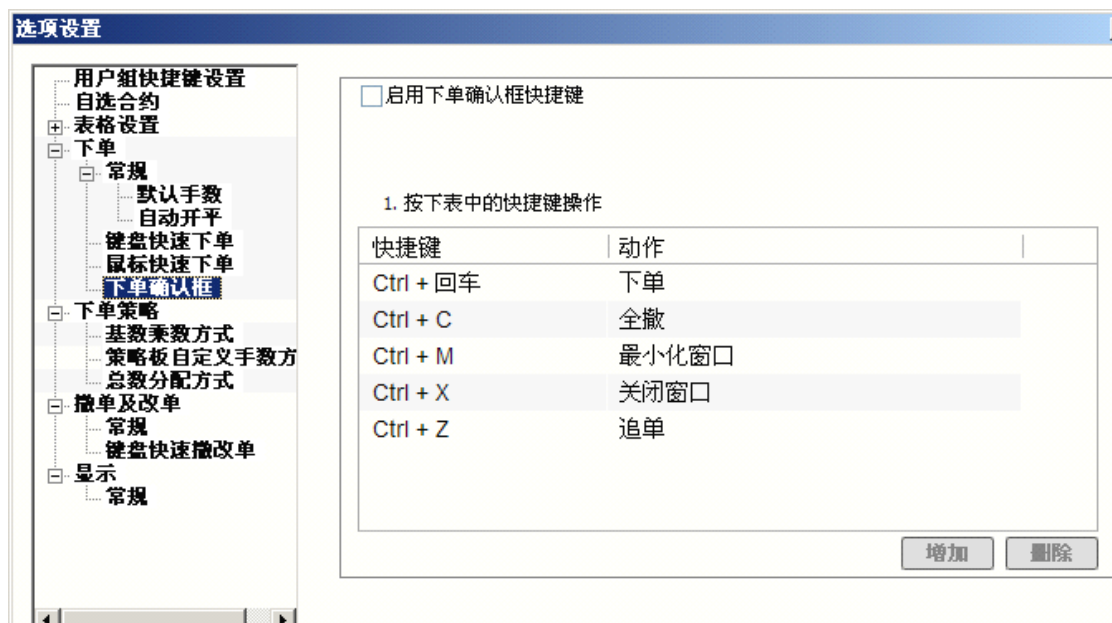 选项设置
用户组快捷键设置
自选合约
表格设置
下单
常规
默认手数
自动开平
键盘快速下单
鼠标快速下单
下单确认框
下单策略
基数乘数方式
策略板自定义手数方
总数分配方式
撤单及改单
常规
键盘快速撤改单
显示
常规
启用下单确认框快捷键
1. 按下表中的快捷键操作
快捷键 动作
Ctrl + 回车 下单
Ctrl + C 全撤
Ctrl + M 最小化窗口
Ctrl + X 关闭窗口
Ctrl + Z 追单
增加 删除